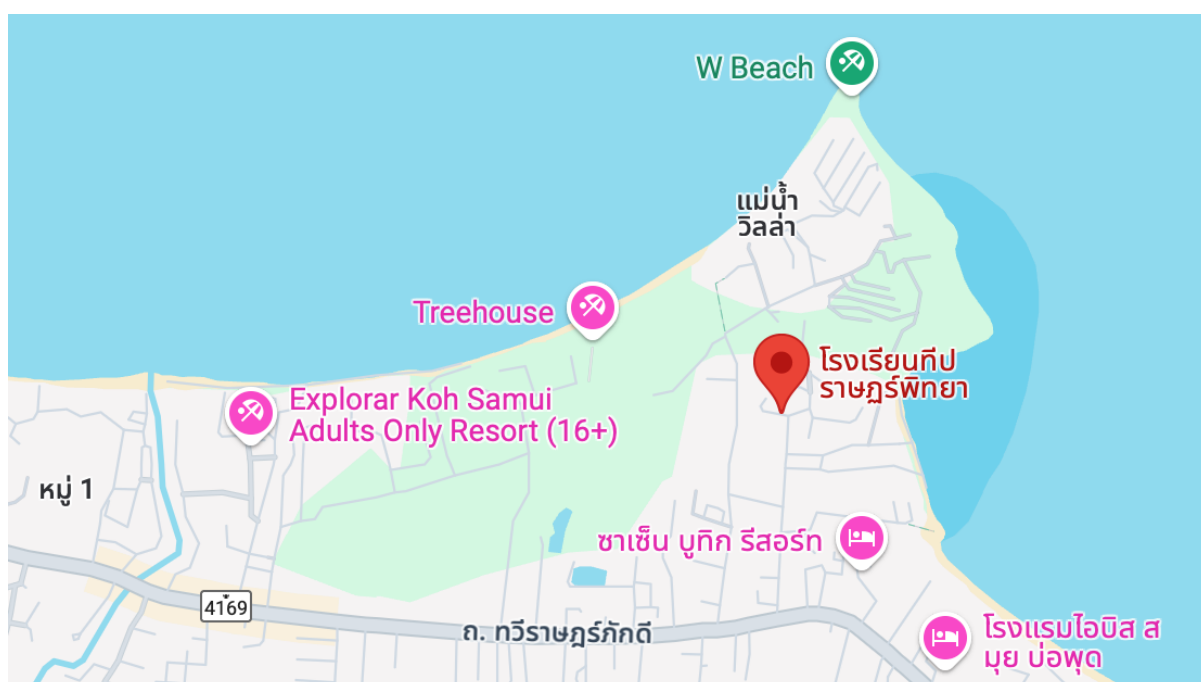 W Beach
แม่น้ำ
วิลล่า
Treehouse
โรงเรียนทีป
ราษฎร์พิทยา
Explorar Koh Samui
Adults Only Resort (16+)
หมู่ 1
ซาเซ็น บูทิก รีสอร์ท
4169
ถ. ทวีราษฎร์ภักดี
โรงแรมไอบิส ส
มุย บ่อพุด